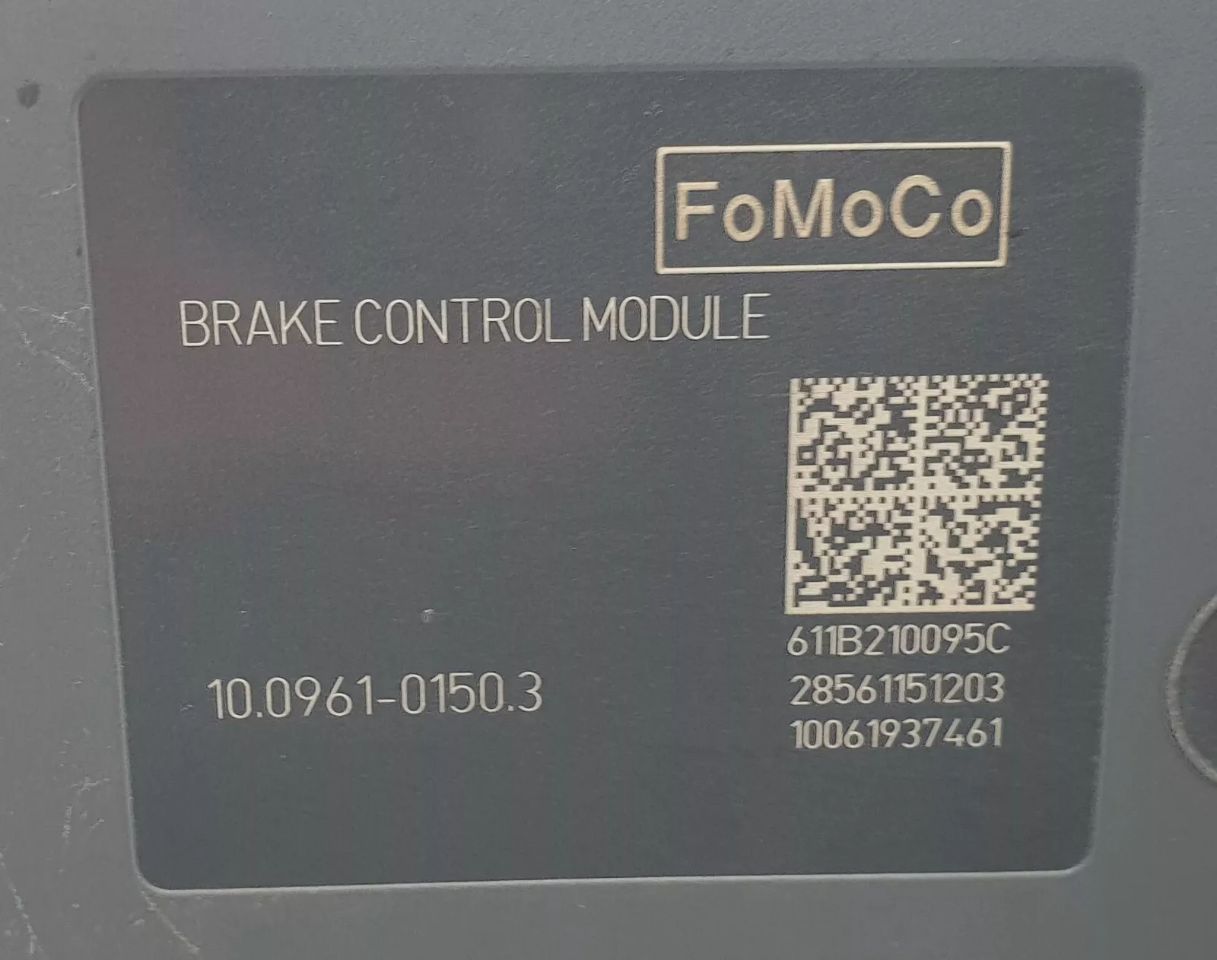 FoMoCo
BRAKE CONTROL MODULE
611B210095C
28561151203
10.0961-0150.3
10061937461